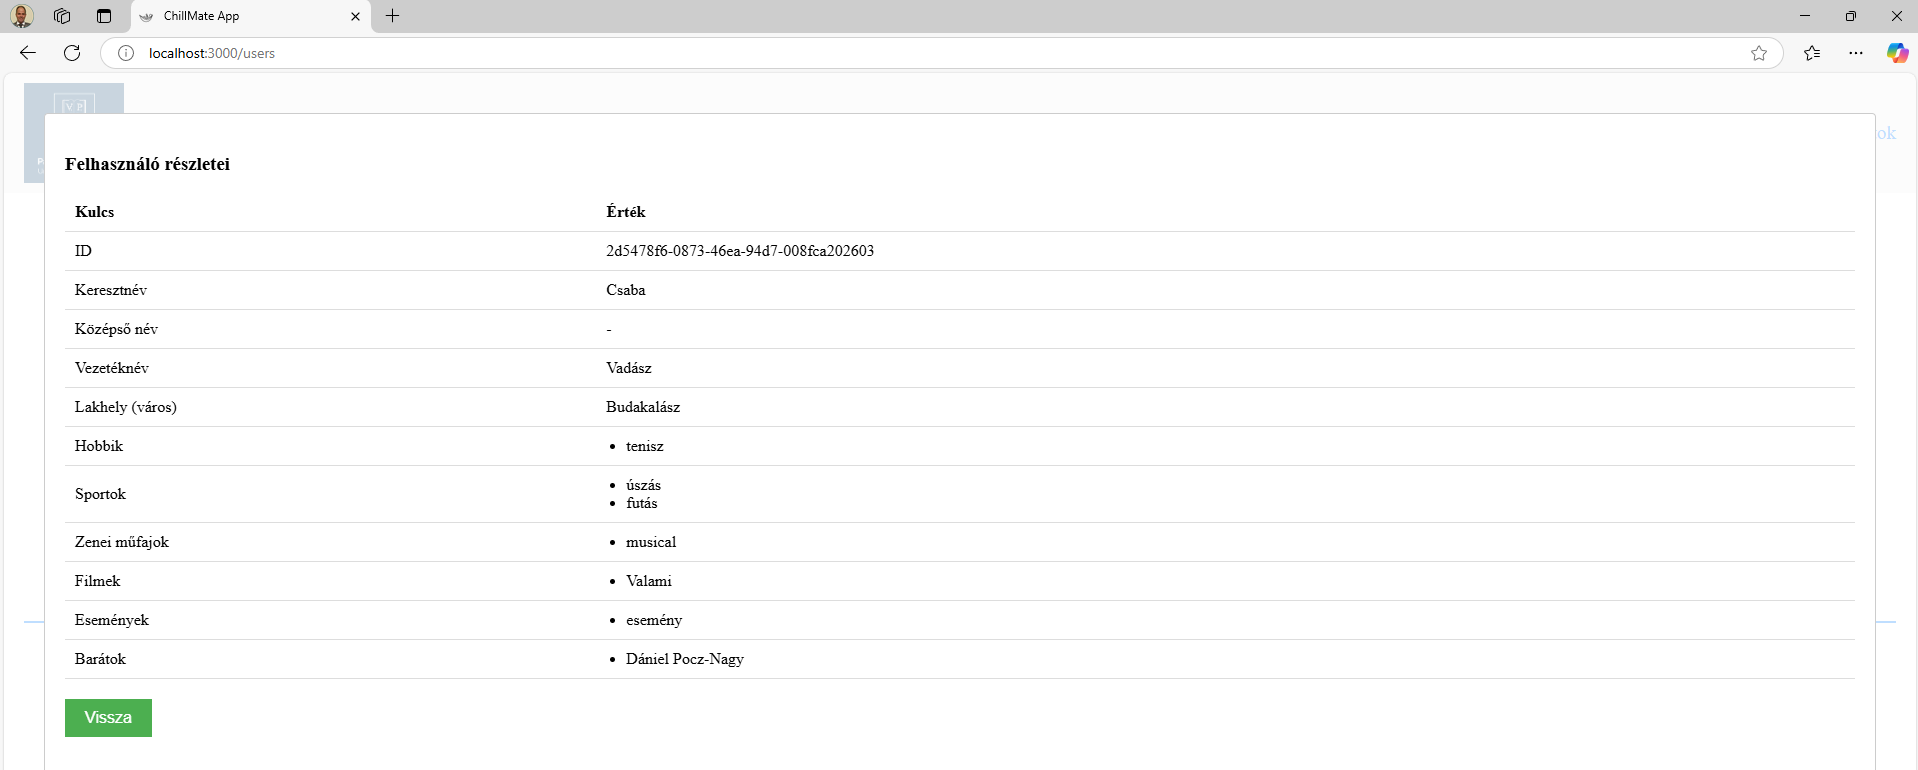 ChillMate App
localhost:3000/users
VP
ok
Felhasználó részletei
Kulcs Érték
ID 2d5478f6-0873-46ea-94d7-008fca202603
Keresztnév Csaba
Középső név -
Vezetéknév Vadász
Lakhely (város) Budakalász
Hobbik • tenisz
Sportok • úszás
• futás
Zenei műfajok • musical
Filmek • Valami
Események • esemény
Barátok • Dániel Pocz-Nagy
Vissza